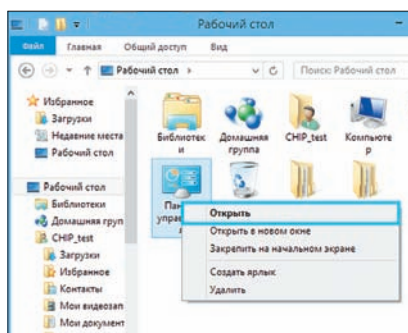 Рабочий стол
Файл Главная Общий доступ Вид
Рабочий стол Поиск: Рабочий стол
Избранное
Загрузки
Недавние места
Рабочий стол
Рабочий стол
Библиотеки
Домашняя груп
CHIP_test
Загрузки
Избранное
Контакты
Мои видеозап
Мои документ
Библиотек
и
Домашняя
группа
CHIP_test
Компьюте
р
Пан
управ
Открыть
Открыть в новом окне
Закрепить на начальном экране
Создать ярлык
Удалить